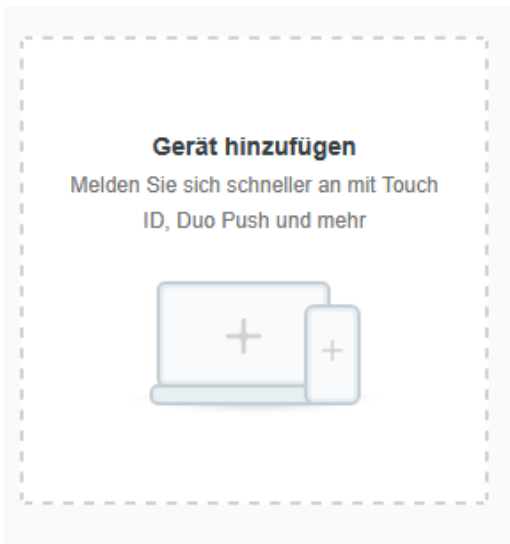 Gerät hinzufügen
Melden Sie sich schneller an mit Touch
ID, Duo Push und mehr